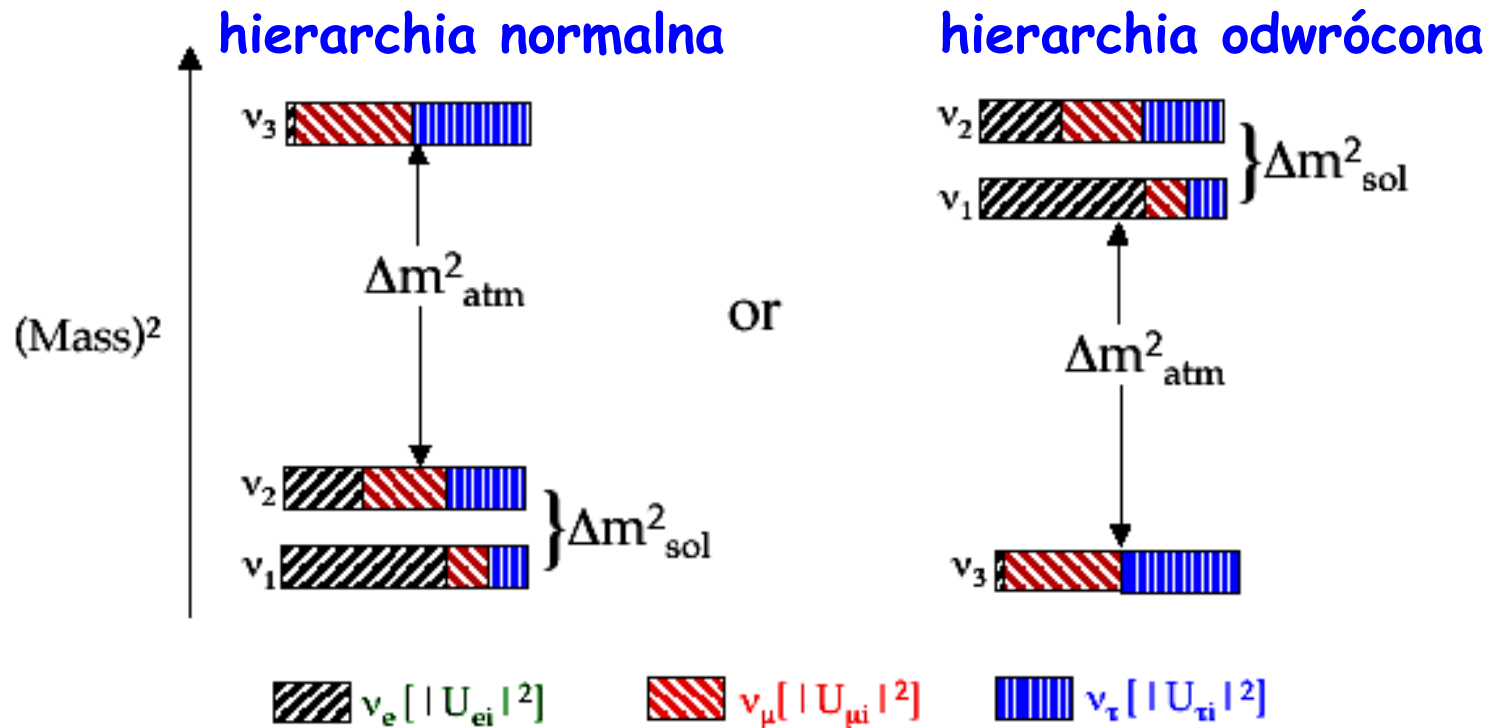 hierarchia normalna
hierarchia odwrócona
ν₃
Δm²atm
ν₂
ν₁
}Δm²sol
(Mass)²
or
ν₂
ν₁
}Δm²sol
Δm²atm
ν₃
νe [ | Uei | ²]
νμ[ | Uμi | ²]
ντ [ | Uτi | ²]